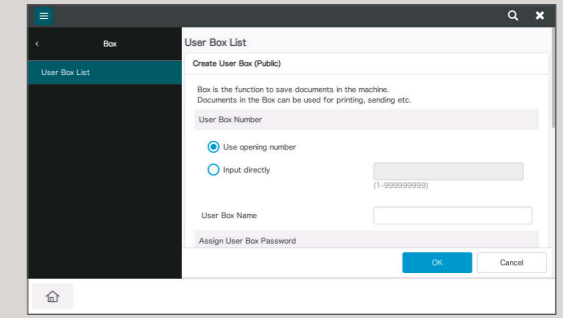 Box
User Box List
User Box List
Create User Box (Public)
Box is the function to save documents in the machine.
Documents in the Box can be used for printing, sending etc.
User Box Number
Use opening number
Input directly
(1-999999999)
User Box Name
Assign User Box Password
OK
Cancel